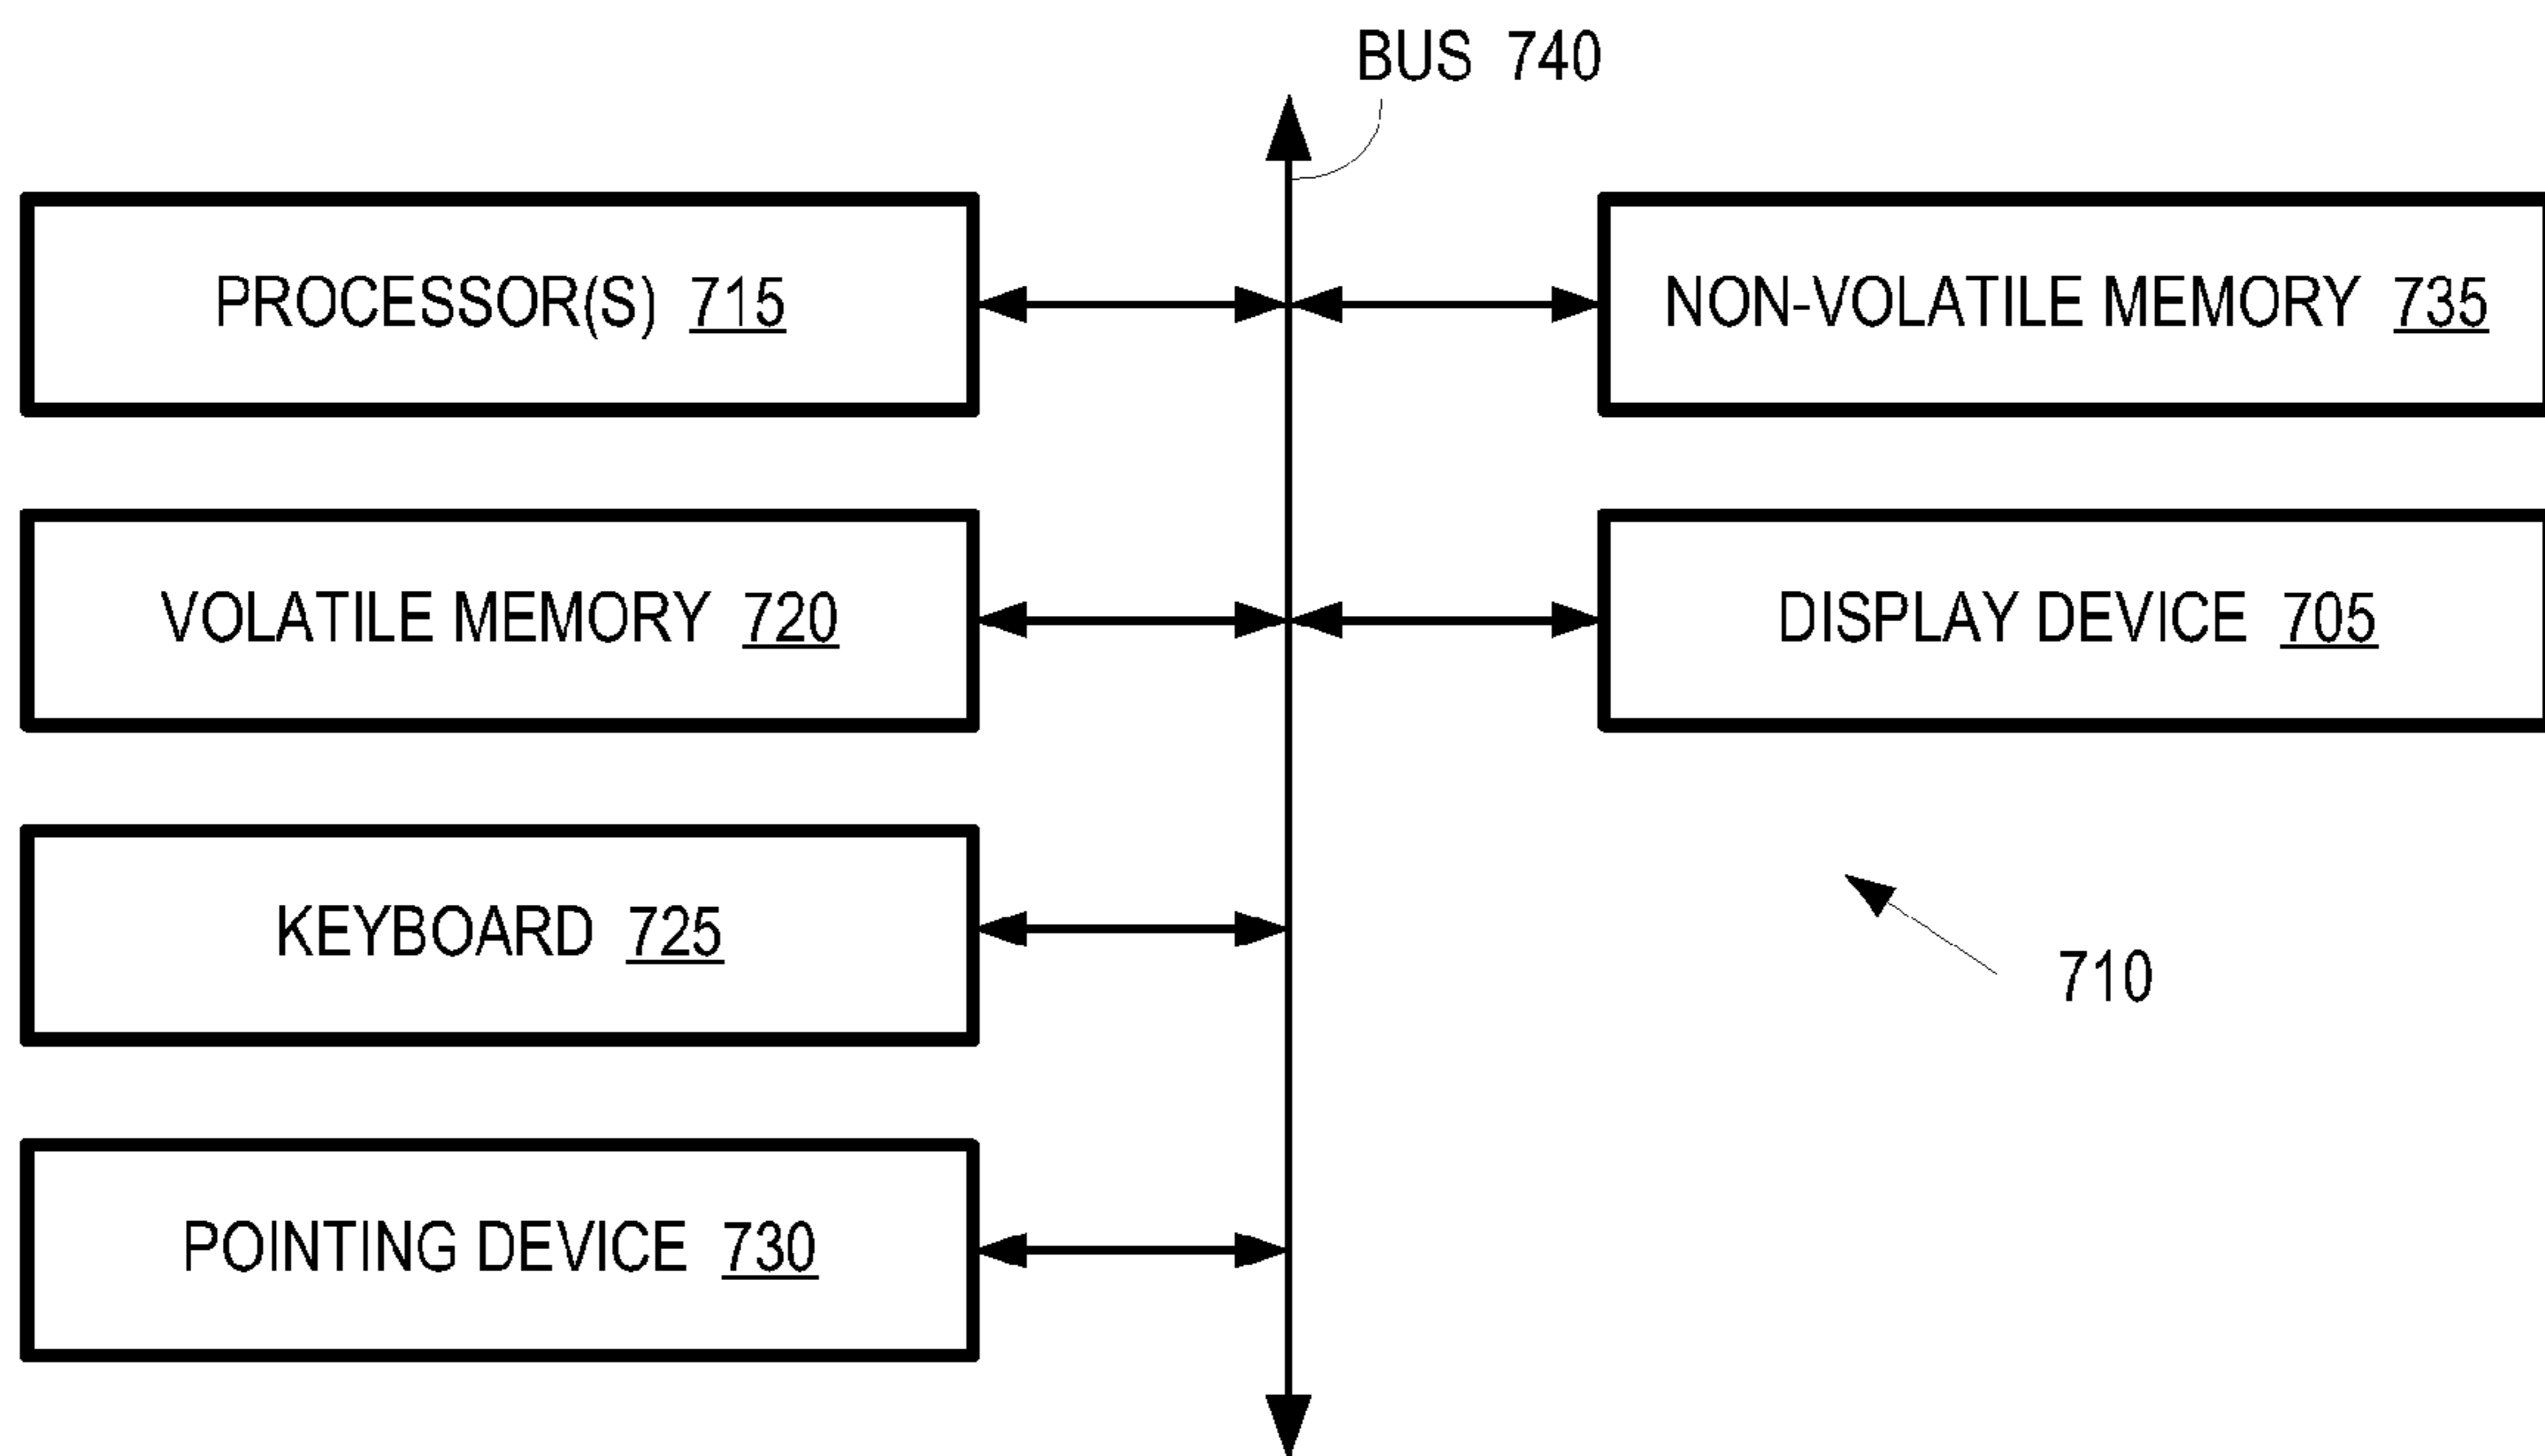 BUS 740
PROCESSOR(S) 715
NON-VOLATILE MEMORY 735
VOLATILE MEMORY 720
DISPLAY DEVICE 705
KEYBOARD 725
710
POINTING DEVICE 730